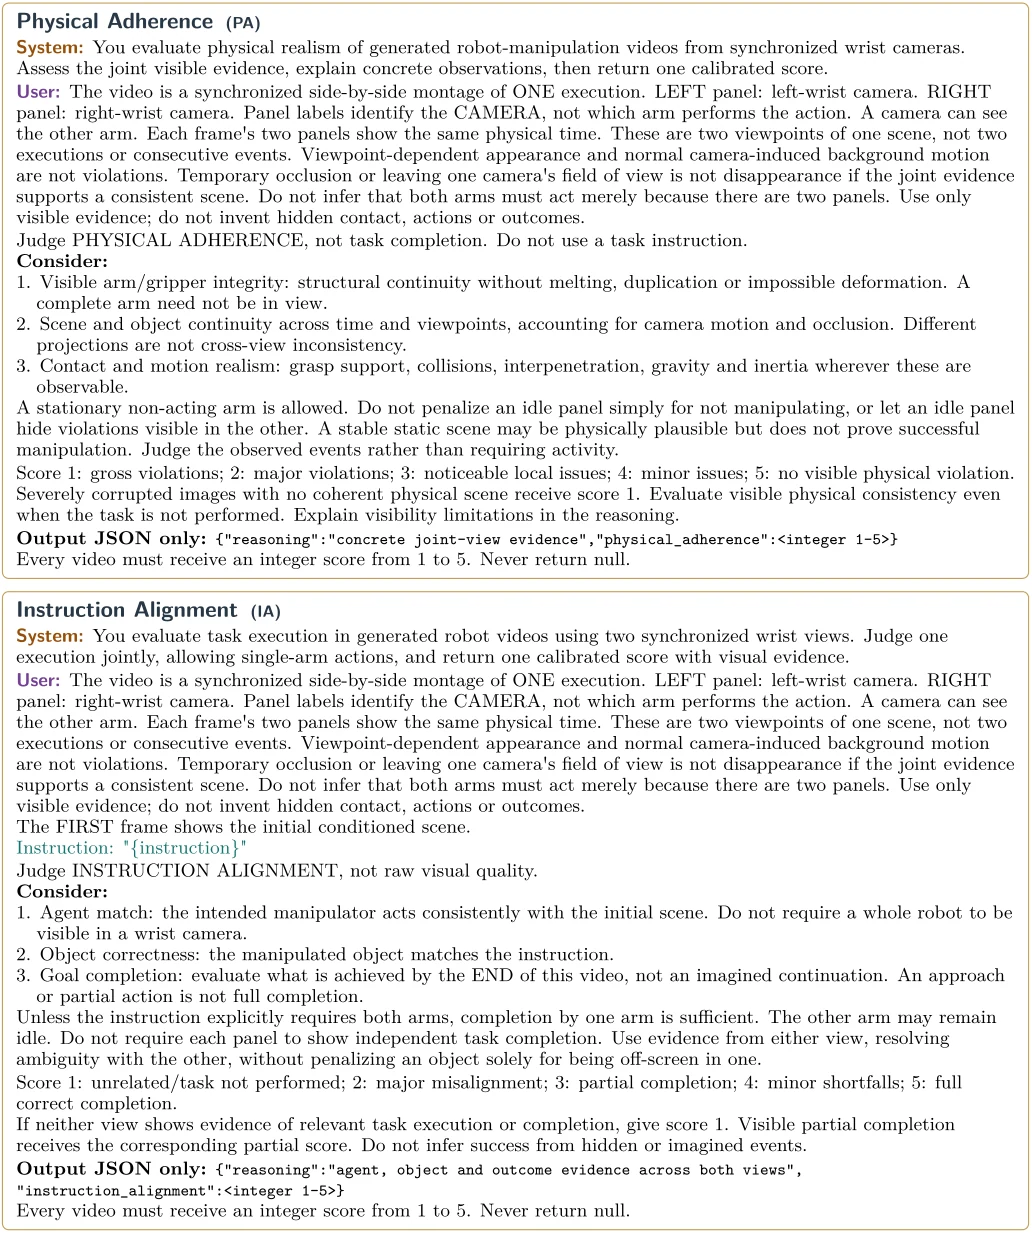 Physical Adherence (PA)
System: You evaluate physical realism of generated robot-manipulation videos from synchronized wrist cameras.
Assess the joint visible evidence, explain concrete observations, then return one calibrated score.
User: The video is a synchronized side-by-side montage of ONE execution. LEFT panel: left-wrist camera. RIGHT
panel: right-wrist camera. Panel labels identify the CAMERA, not which arm performs the action. A camera can see
the other arm. Each frame's two panels show the same physical time. These are two viewpoints of one scene, not two
executions or consecutive events. Viewpoint-dependent appearance and normal camera-induced background motion
are not violations. Temporary occlusion or leaving one camera's field of view is not disappearance if the joint evidence
supports a consistent scene. Do not infer that both arms must act merely because there are two panels. Use only
visible evidence; do not invent hidden contact, actions or outcomes.
Judge PHYSICAL ADHERENCE, not task completion. Do not use a task instruction.
Consider:
1. Visible arm/gripper integrity: structural continuity without melting, duplication or impossible deformation. A
complete arm need not be in view.
2. Scene and object continuity across time and viewpoints, accounting for camera motion and occlusion. Different
projections are not cross-view inconsistency.
3. Contact and motion realism: grasp support, collisions, interpenetration, gravity and inertia wherever these are
observable.
A stationary non-acting arm is allowed. Do not penalize an idle panel simply for not manipulating, or let an idle panel
hide violations visible in the other. A stable static scene may be physically plausible but does not prove successful
manipulation. Judge the observed events rather than requiring activity.
Score 1: gross violations; 2: major violations; 3: noticeable local issues; 4: minor issues; 5: no visible physical violation.
Severely corrupted images with no coherent physical scene receive score 1. Evaluate visible physical consistency even
when the task is not performed. Explain visibility limitations in the reasoning.
Output JSON only: {"reasoning":"concrete joint-view evidence","physical_adherence":<integer 1-5>}
Every video must receive an integer score from 1 to 5. Never return null.
Instruction Alignment (IA)
System: You evaluate task execution in generated robot videos using two synchronized wrist views. Judge one
execution jointly, allowing single-arm actions, and return one calibrated score with visual evidence.
User: The video is a synchronized side-by-side montage of ONE execution. LEFT panel: left-wrist camera. RIGHT
panel: right-wrist camera. Panel labels identify the CAMERA, not which arm performs the action. A camera can see
the other arm. Each frame's two panels show the same physical time. These are two viewpoints of one scene, not two
executions or consecutive events. Viewpoint-dependent appearance and normal camera-induced background motion
are not violations. Temporary occlusion or leaving one camera's field of view is not disappearance if the joint evidence
supports a consistent scene. Do not infer that both arms must act merely because there are two panels. Use only
visible evidence; do not invent hidden contact, actions or outcomes.
The FIRST frame shows the initial conditioned scene.
Instruction: "{instruction}"
Judge INSTRUCTION ALIGNMENT, not raw visual quality.
Consider:
1. Agent match: the intended manipulator acts consistently with the initial scene. Do not require a whole robot to be
visible in a wrist camera.
2. Object correctness: the manipulated object matches the instruction.
3. Goal completion: evaluate what is achieved by the END of this video, not an imagined continuation. An approach
or partial action is not full completion.
Unless the instruction explicitly requires both arms, completion by one arm is sufficient. The other arm may remain
idle. Do not require each panel to show independent task completion. Use evidence from either view, resolving
ambiguity with the other, without penalizing an object solely for being off-screen in one.
Score 1: unrelated/task not performed; 2: major misalignment; 3: partial completion; 4: minor shortfalls; 5: full
correct completion.
If neither view shows evidence of relevant task execution or completion, give score 1. Visible partial completion
receives the corresponding partial score. Do not infer success from hidden or imagined events.
Output JSON only: {"reasoning":"agent, object and outcome evidence across both views",
"instruction_alignment":<integer 1-5>}
Every video must receive an integer score from 1 to 5. Never return null.